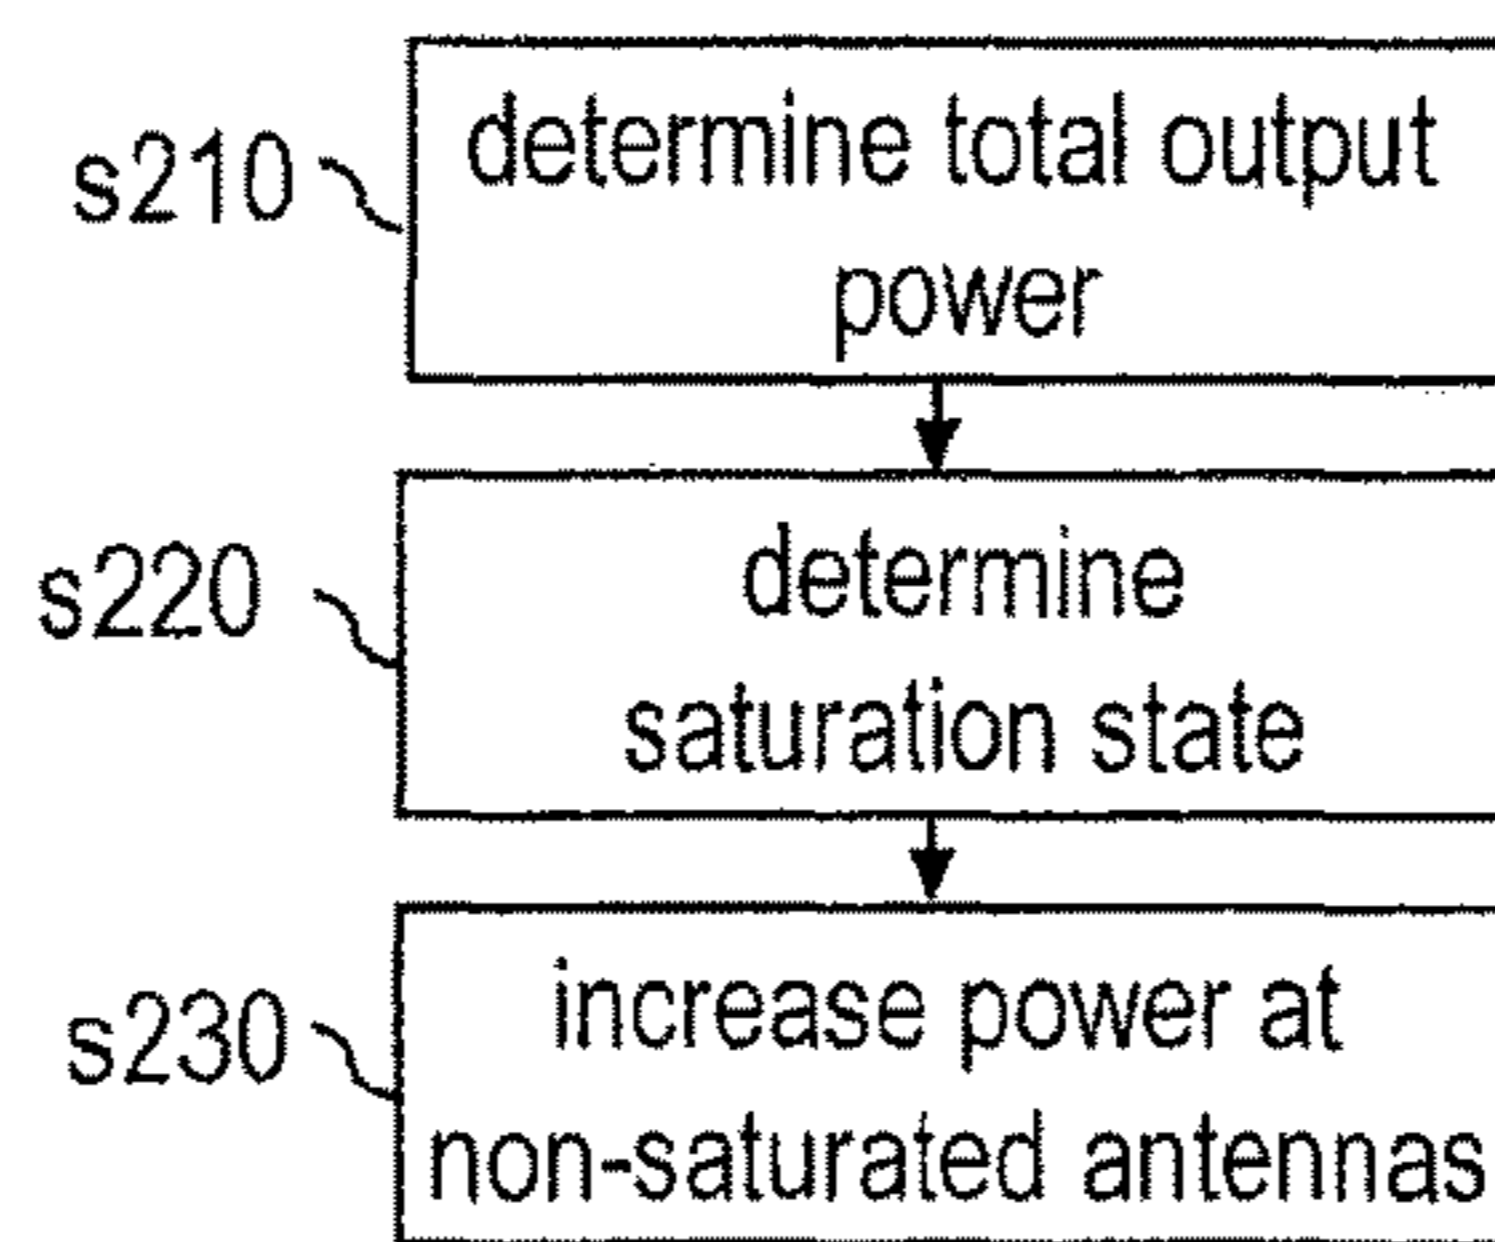 s210
determine total output
power
s220
determine
saturation state
s230
increase power at
non-saturated antennas